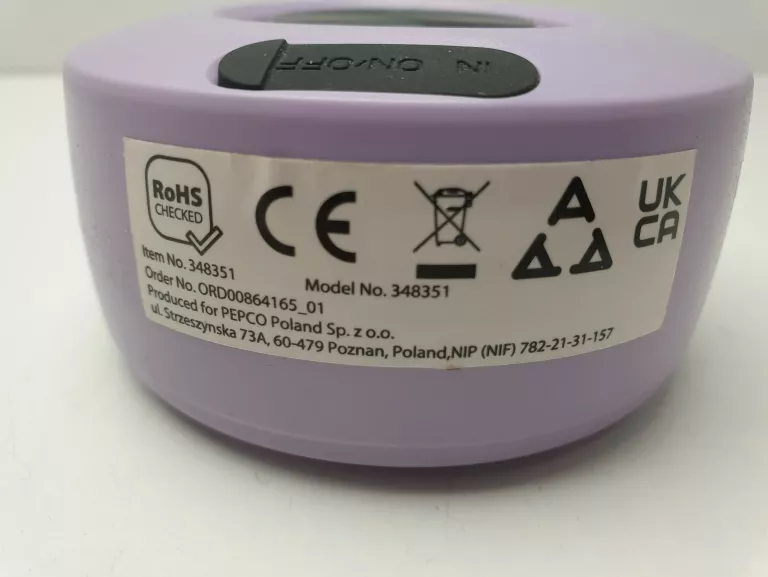 IN ON/OFF
RoHS
CHECKED
CE
UK
CA
Item No. 348351
Model No. 348351
Order No. ORD00864165_01
Produced for PEPCO Poland Sp. z o.o.
ul. Strzeszynska 73A, 60-479 Poznan, Poland,NIP (NIF) 782-21-31-157